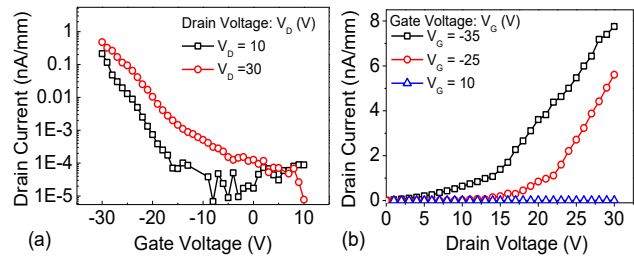 Drain Voltage: V_D (V)
V_D = 10
V_D =30
Drain Current (nA/mm)
1
0.1
0.01
1E-3
1E-4
1E-5
-30
-20
-10
0
10
Gate Voltage (V)
(a)
Gate Voltage: V_G (V)
V_G = -35
V_G = -25
V_G = 10
Drain Current (nA/mm)
8
6
4
2
0
0
5
10
15
20
25
30
Drain Voltage (V)
(b)